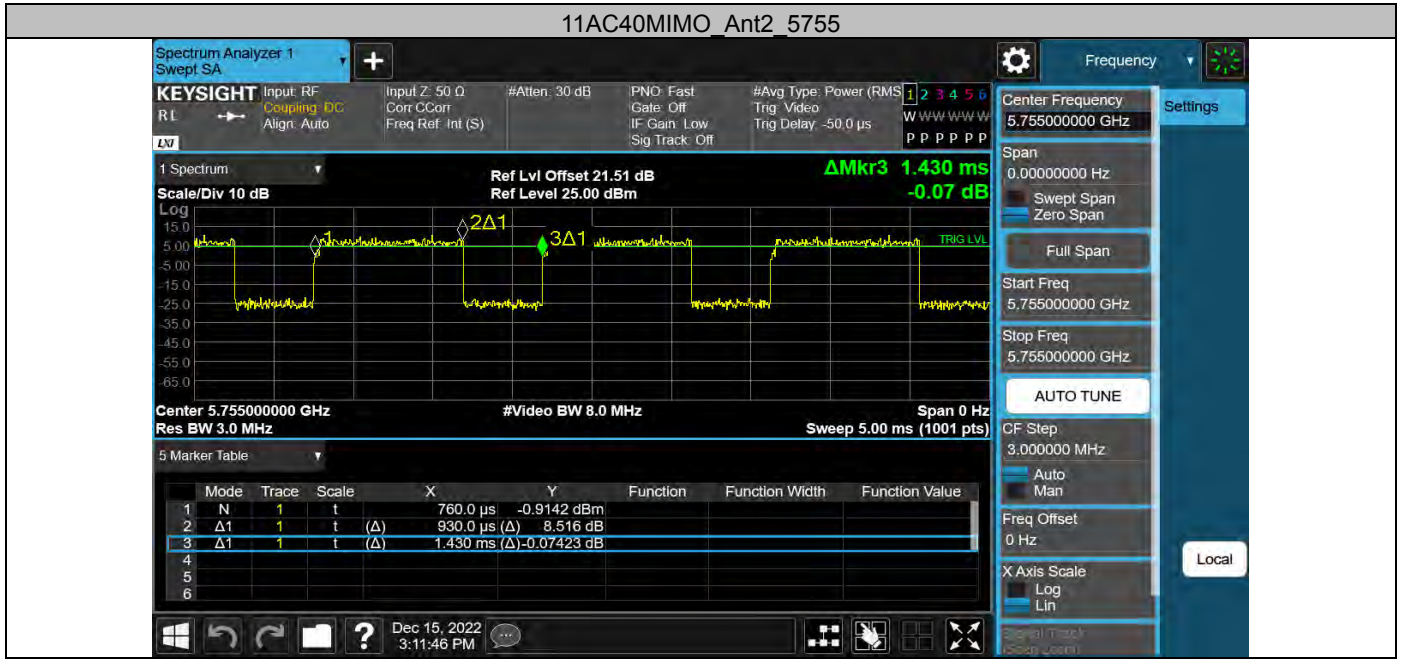 11AC40MIMO_Ant2_5755
Spectrum Analyzer 1
Swept SA
+
Frequency
KEYSIGHT
R L
LXI
Input: RF
Coupling: DC
Align: Auto
Input Z: 50 Ω
Corr CCorr
Freq Ref: Int (S)
#Atten: 30 dB
PNO: Fast
Gate: Off
IF Gain: Low
Sig Track: Off
#Avg Type: Power (RMS
Trig: Video
Trig Delay: -50.0 µs
1 2 3 4 5 6
W W W W W W
P P P P P P
1 Spectrum
Scale/Div 10 dB
Ref Lvl Offset 21.51 dB
Ref Level 25.00 dBm
ΔMkr3 1.430 ms
-0.07 dB
Log
15.0
5.00
-5.00
-15.0
-25.0
-35.0
-45.0
-55.0
-65.0
1
2Δ1
3Δ1
TRIG LVL
Center 5.755000000 GHz
#Video BW 8.0 MHz
Span 0 Hz
Res BW 3.0 MHz
Sweep 5.00 ms (1001 pts)
5 Marker Table
Mode Trace Scale X Y Function Function Width Function Value
1 N 1 t 760.0 µs -0.9142 dBm
2 Δ1 1 t (Δ) 930.0 µs (Δ) 8.516 dB
3 Δ1 1 t (Δ) 1.430 ms (Δ) -0.07423 dB
4
5
6
Center Frequency
5.755000000 GHz
Settings
Span
0.00000000 Hz
Swept Span
Zero Span
Full Span
Start Freq
5.755000000 GHz
Stop Freq
5.755000000 GHz
AUTO TUNE
CF Step
3.000000 MHz
Auto
Man
Freq Offset
0 Hz
X Axis Scale
Log
Lin
Signal Track
(Span Zoom)
Local
?
Dec 15, 2022
3:11:46 PM